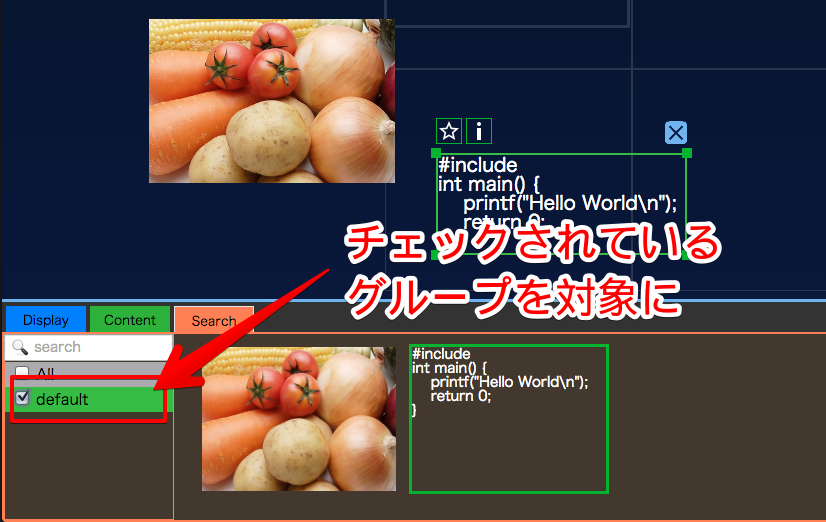 #include
int main() {
printf("Hello World\n");
return 0;
チェックされている
グループを対象に
Display
Content
Search
search
All
default
#include
int main() {
printf("Hello World\n");
return 0;
}